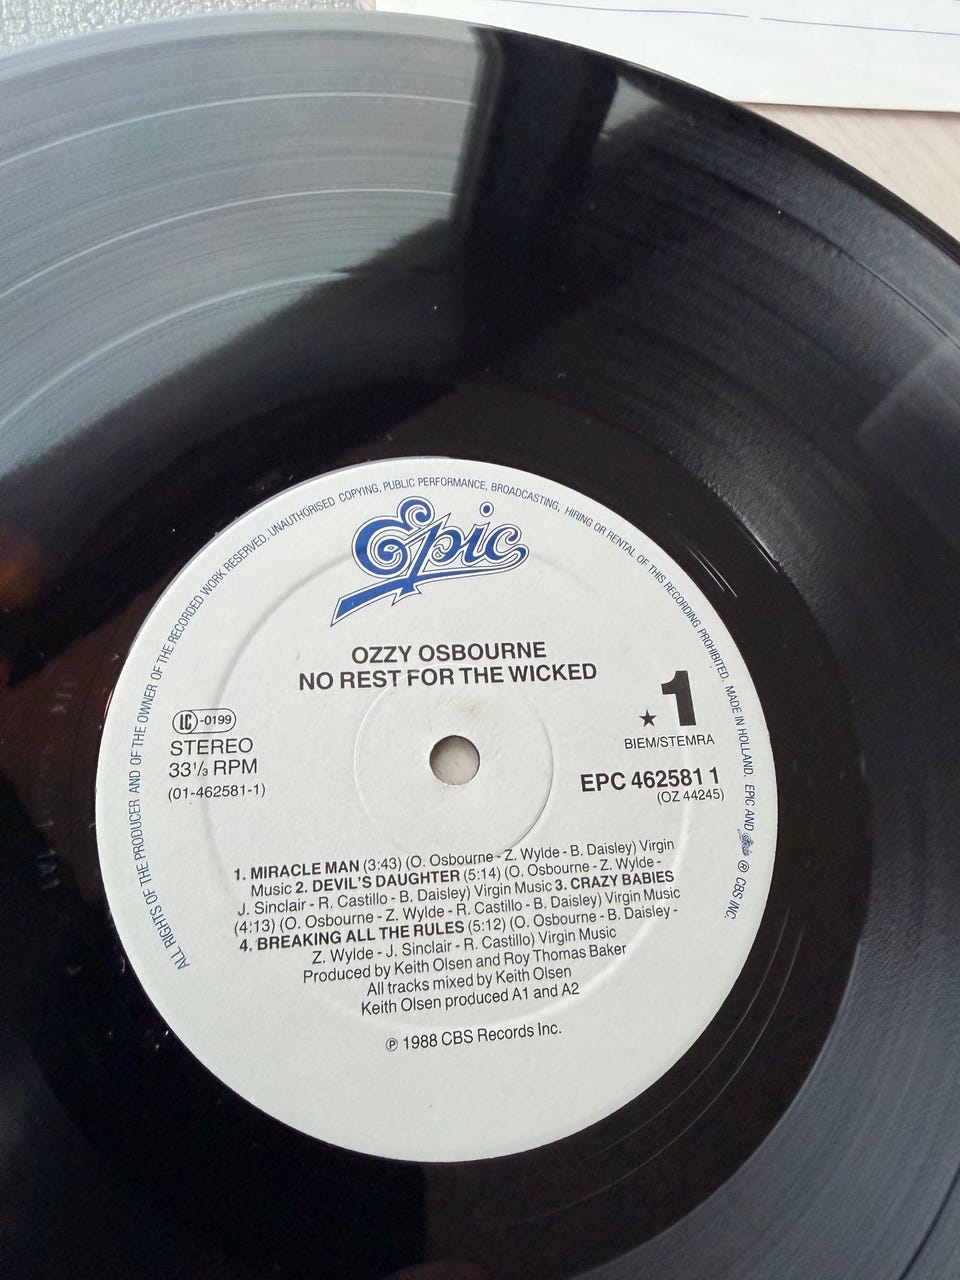 ALL RIGHTS OF THE PRODUCER AND OF THE OWNER OF THE RECORDED WORK RESERVED. UNAUTHORISED COPYING, PUBLIC PERFORMANCE, BROADCASTING, HIRING OR RENTAL OF THIS RECORDING PROHIBITED. MADE IN HOLLAND. EPIC AND ℗ CBS INC.
Epic
OZZY OSBOURNE
NO REST FOR THE WICKED
LC -0199
STEREO
33⅓ RPM
(01-462581-1)
★ 1
BIEM/STEMRA
EPC 462581 1
(OZ 44245)
1. MIRACLE MAN (3:43) (O. Osbourne - Z. Wylde - B. Daisley) Virgin
Music 2. DEVIL'S DAUGHTER (5:14) (O. Osbourne - Z. Wylde -
J. Sinclair - R. Castillo - B. Daisley) Virgin Music 3. CRAZY BABIES
(4:13) (O. Osbourne - Z. Wylde - R. Castillo - B. Daisley) Virgin Music
4. BREAKING ALL THE RULES (5:12) (O. Osbourne - B. Daisley -
Z. Wylde - J. Sinclair - R. Castillo) Virgin Music
Produced by Keith Olsen and Roy Thomas Baker
All tracks mixed by Keith Olsen
Keith Olsen produced A1 and A2
℗ 1988 CBS Records Inc.